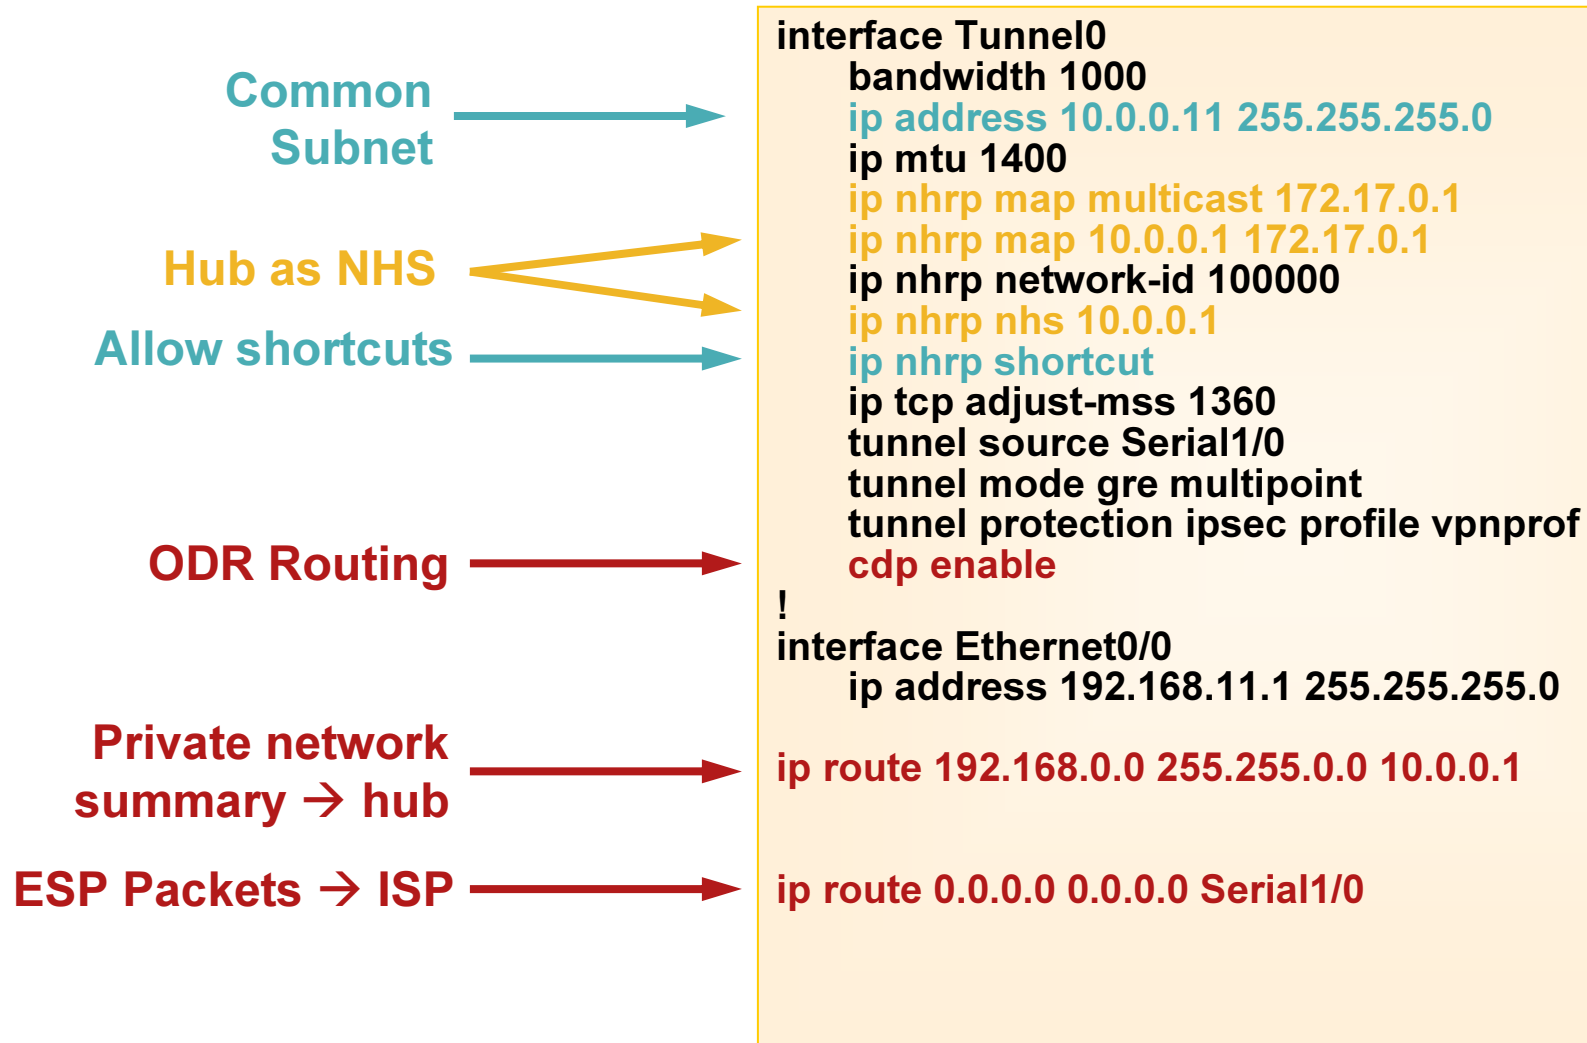 Common
Subnet
Hub as NHS
Allow shortcuts
ODR Routing
Private network
summary → hub
ESP Packets → ISP
interface Tunnel0
bandwidth 1000
ip address 10.0.0.11 255.255.255.0
ip mtu 1400
ip nhrp map multicast 172.17.0.1
ip nhrp map 10.0.0.1 172.17.0.1
ip nhrp network-id 100000
ip nhrp nhs 10.0.0.1
ip nhrp shortcut
ip tcp adjust-mss 1360
tunnel source Serial1/0
tunnel mode gre multipoint
tunnel protection ipsec profile vpnprof
cdp enable
!
interface Ethernet0/0
ip address 192.168.11.1 255.255.255.0
ip route 192.168.0.0 255.255.0.0 10.0.0.1
ip route 0.0.0.0 0.0.0.0 Serial1/0